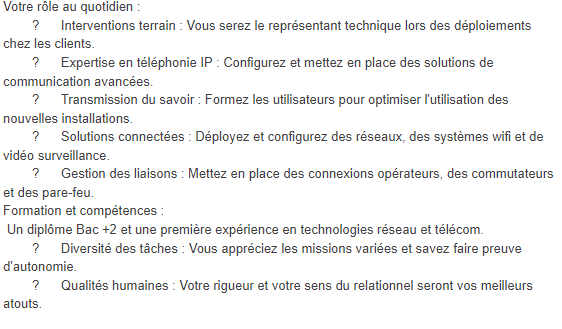 Votre rôle au quotidien :
? Interventions terrain : Vous serez le représentant technique lors des déploiements
chez les clients.
? Expertise en téléphonie IP : Configurez et mettez en place des solutions de
communication avancées.
? Transmission du savoir : Formez les utilisateurs pour optimiser l'utilisation des
nouvelles installations.
? Solutions connectées : Déployez et configurez des réseaux, des systèmes wifi et de
vidéo surveillance.
? Gestion des liaisons : Mettez en place des connexions opérateurs, des commutateurs
et des pare-feu.
Formation et compétences :
Un diplôme Bac +2 et une première expérience en technologies réseau et télécom.
? Diversité des tâches : Vous appréciez les missions variées et savez faire preuve
d'autonomie.
? Qualités humaines : Votre rigueur et votre sens du relationnel seront vos meilleurs
atouts.